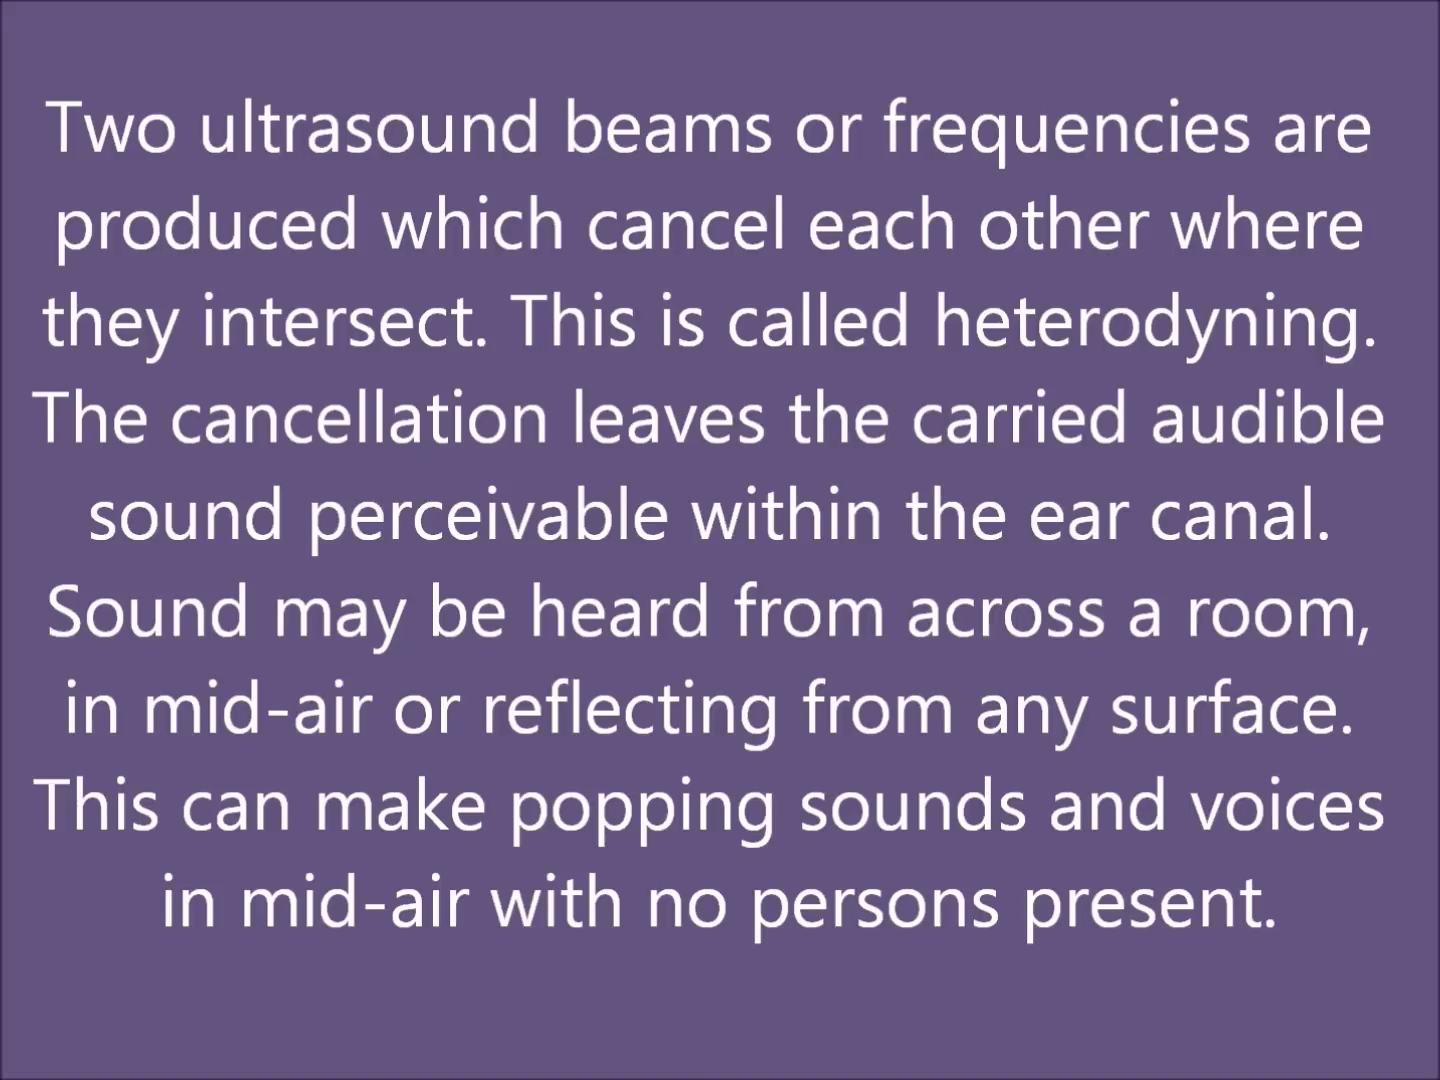 Two ultrasound beams or frequencies are
produced which cancel each other where
they intersect. This is called heterodyning.
The cancellation leaves the carried audible
sound perceivable within the ear canal.
Sound may be heard from across a room,
in mid-air or reflecting from any surface.
This can make popping sounds and voices
in mid-air with no persons present.